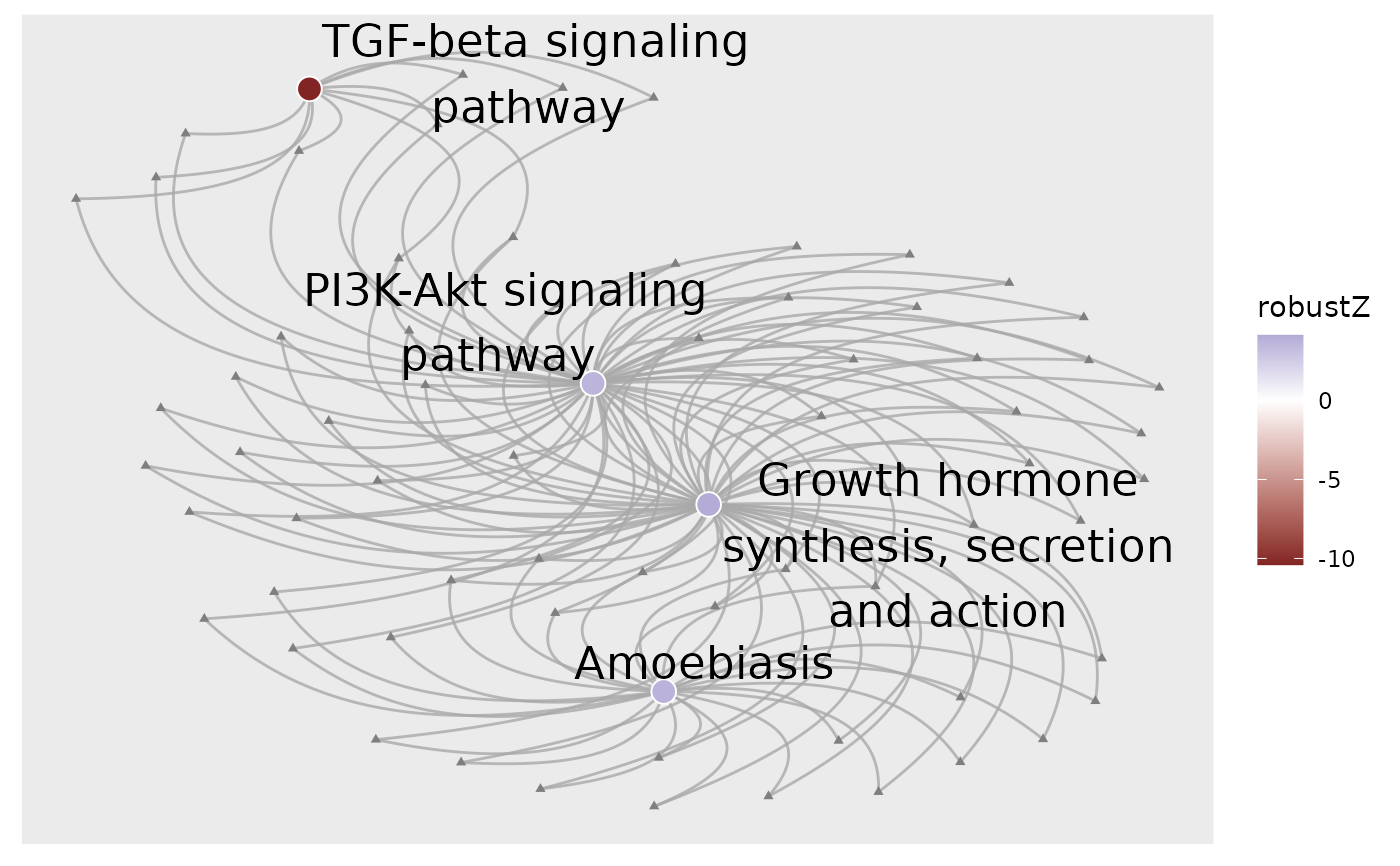 TGF-beta signaling
pathway
PI3K-Akt signaling
pathway
Growth hormone
synthesis, secretion
and action
Amoebiasis
robustZ
0
-5
-10